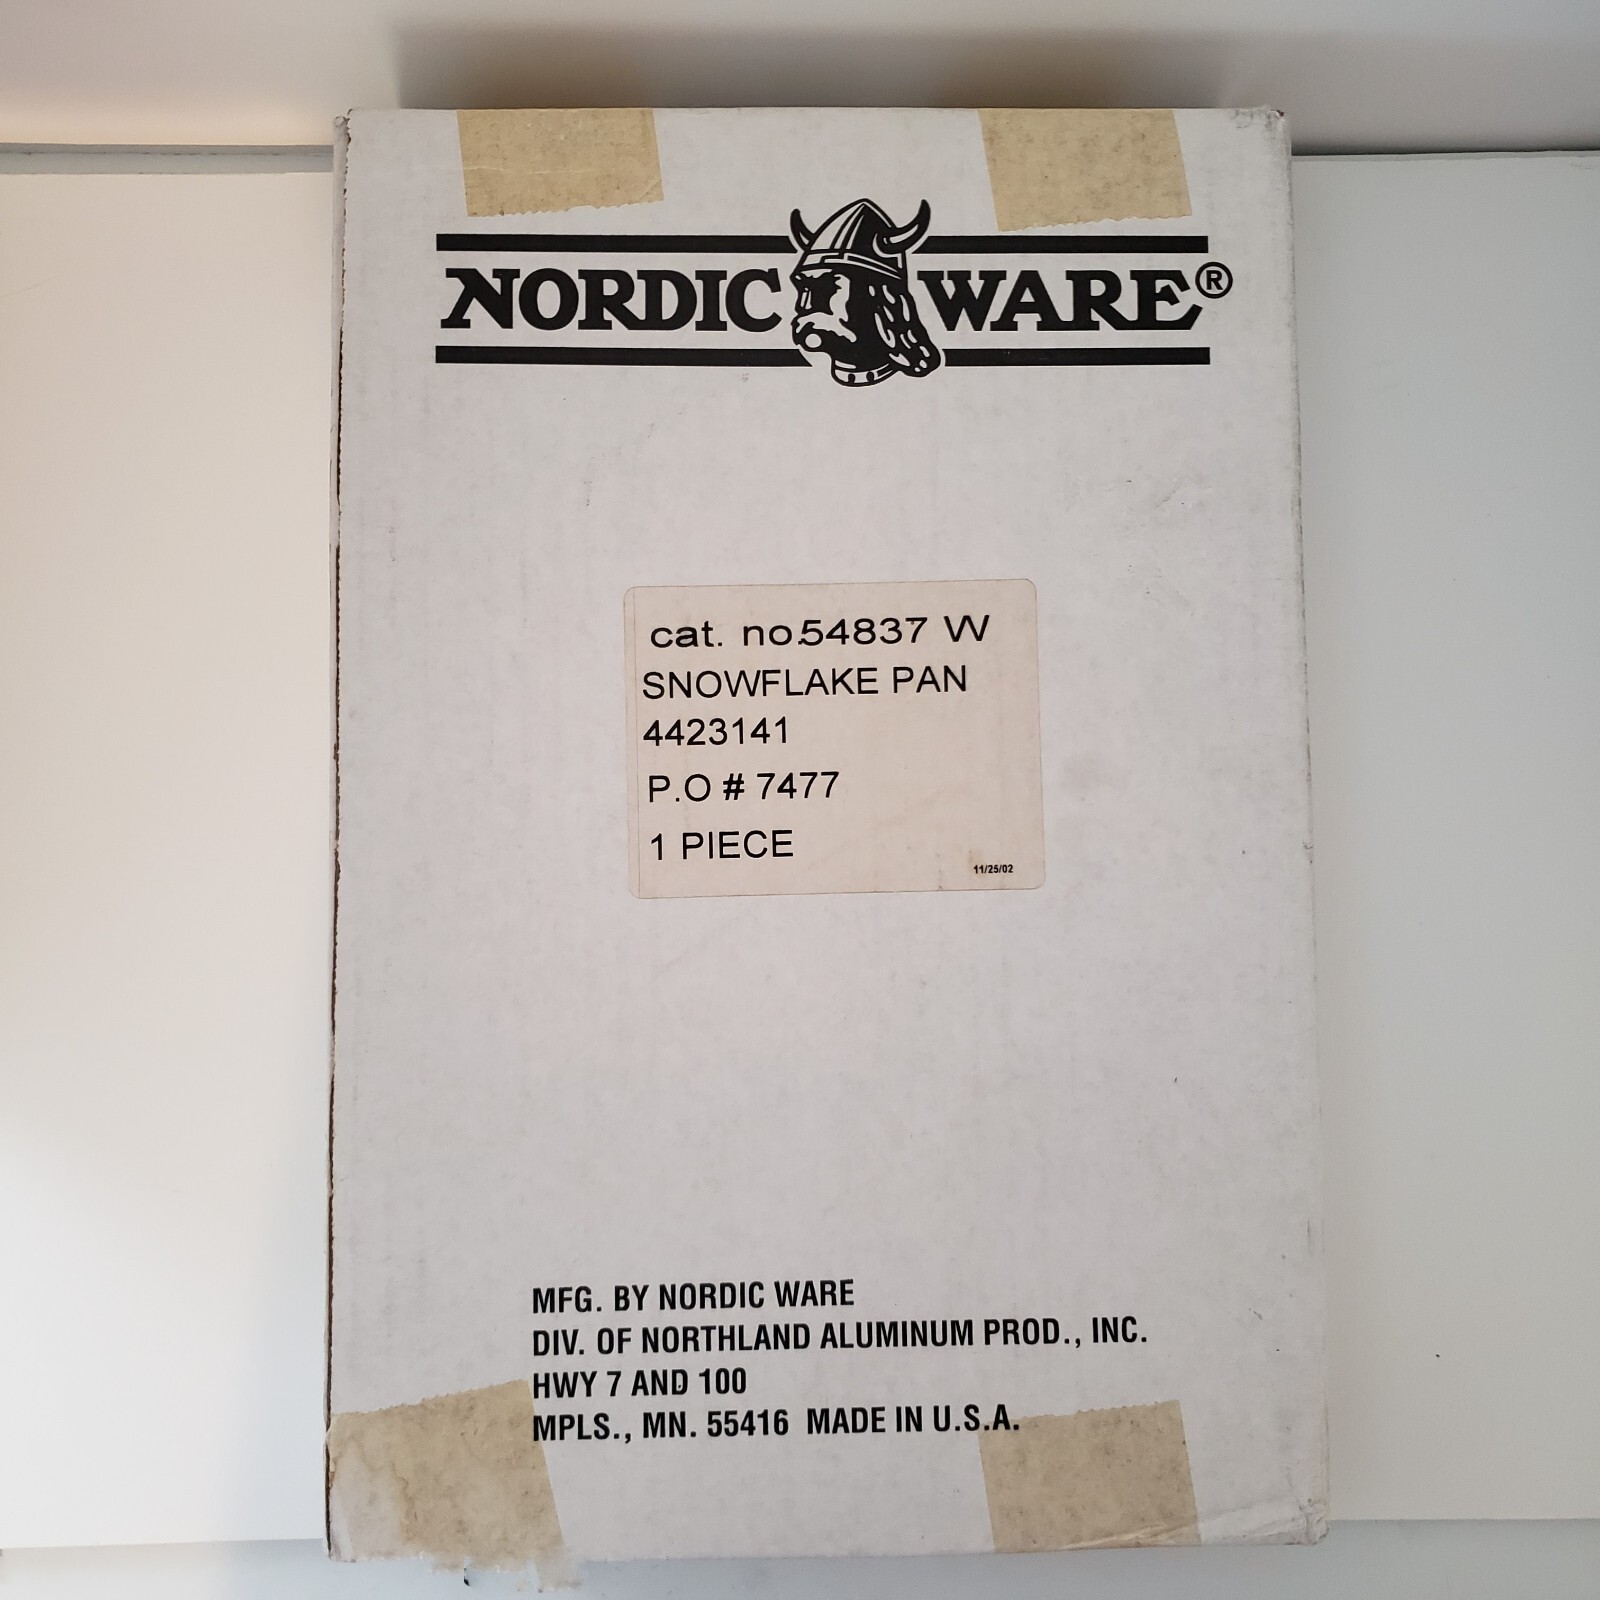 NORDIC WARE®
cat. no.54837 W
SNOWFLAKE PAN
4423141
P.O # 7477
1 PIECE
11/25/02
MFG. BY NORDIC WARE
DIV. OF NORTHLAND ALUMINUM PROD., INC.
HWY 7 AND 100
MPLS., MN. 55416 MADE IN U.S.A.